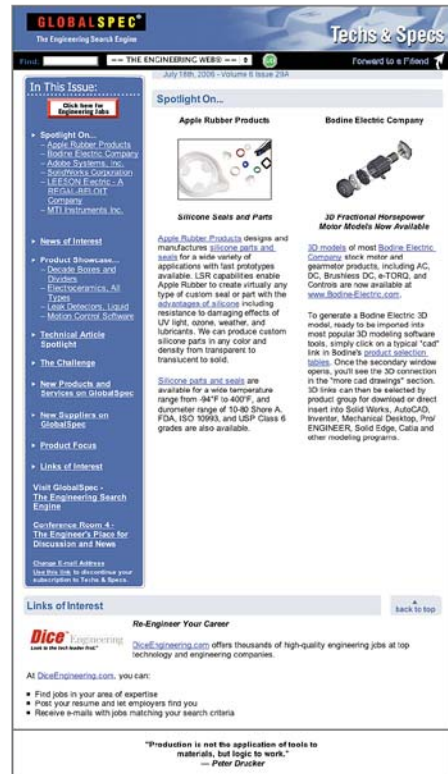 GLOBALSPEC®
The Engineering Search Engine
Techs & Specs
Find:
== THE ENGINEERING WEB® ==
GO
Forward to a Friend
July 18th, 2006 - Volume 6 Issue 29A
In This Issue:
Click here for
Engineering Jobs
Spotlight On...
– Apple Rubber Products
– Bodine Electric Company
– Adobe Systems, Inc.
– SolidWorks Corporation
– LEESON Electric - A
REGAL-BELOIT
Company
– MTI Instruments Inc.
News of Interest
Product Showcase...
– Decade Boxes and
Dividers
– Electroceramics, All
Types
– Leak Detectors, Liquid
– Motion Control Software
Technical Article
Spotlight
The Challenge
New Products and
Services on GlobalSpec
New Suppliers on
GlobalSpec
Product Focus
Links of Interest
Visit GlobalSpec -
The Engineering Search
Engine
Conference Room 4 -
The Engineer's Place for
Discussion and News
Change E-mail Address
Use this link to discontinue your
subscription to Techs & Specs.
Spotlight On...
Apple Rubber Products
Silicone Seals and Parts
Apple Rubber Products designs and
manufactures silicone parts and
seals for a wide variety of
applications with fast prototypes
available. LSR capabilities enable
Apple Rubber to create virtually any
type of custom seal or part with the
advantages of silicone including
resistance to damaging effects of
UV light, ozone, weather, and
lubricants. We can produce custom
silicone parts in any color and
density from transparent to
translucent to solid.
Silicone parts and seals are
available for a wide temperature
range from -94°F to 400°F, and
durometer range of 10-80 Shore A.
FDA, ISO 10993, and USP Class 6
grades are also available.
Bodine Electric Company
3D Fractional Horsepower
Motor Models Now Available
3D models of most Bodine Electric
Company stock motor and
gearmotor products, including AC,
DC, Brushless DC, e-TORQ, and
Controls are now available at
www.Bodine-Electric.com.
To generate a Bodine Electric 3D
model, ready to be imported into
most popular 3D modeling software
tools, simply click on a typical "cad"
link in Bodine's product selection
tables. Once the secondary window
opens, you'll see the 3D connection
in the "more cad drawings" section.
3D links can then be selected by
product group for download or direct
insert into Solid Works, AutoCAD,
Inventor, Mechanical Desktop, Pro/
ENGINEER, Solid Edge, Catia and
other modeling programs.
Links of Interest
back to top
Dice Engineering
Look to the tech leader first.
Re-Engineer Your Career
DiceEngineering.com offers thousands of high-quality engineering jobs at top
technology and engineering companies.
At DiceEngineering.com, you can:
Find jobs in your area of expertise
Post your resume and let employers find you
Receive e-mails with jobs matching your search criteria
"Production is not the application of tools to
materials, but logic to work."
— Peter Drucker